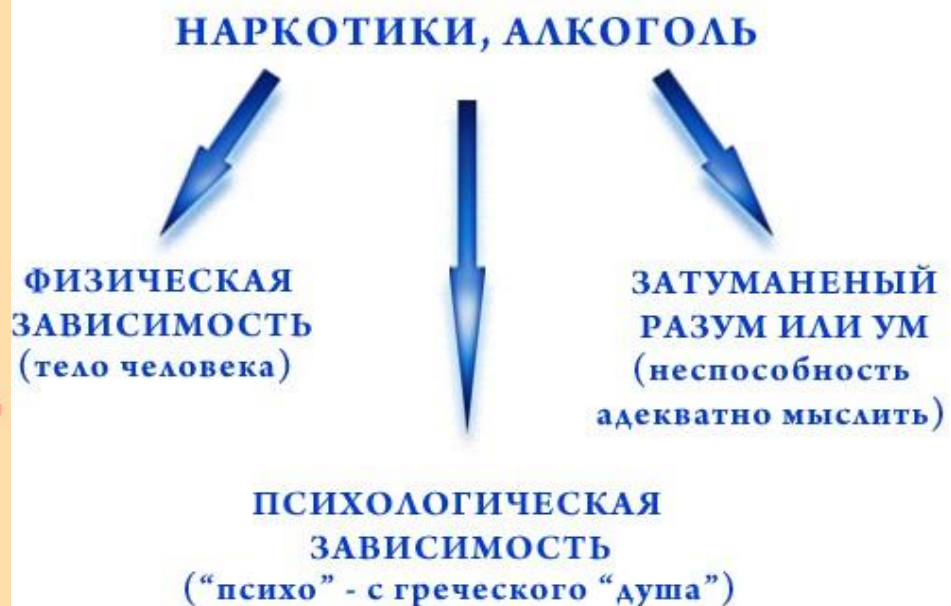 НАРКОТИКИ, АЛКОГОЛЬ
ФИЗИЧЕСКАЯ
ЗАВИСИМОСТЬ
(тело человека)
ЗАТУМАНЕНЫЙ
РАЗУМ ИЛИ УМ
(неспособность
адекватно мыслить)
ПСИХОЛОГИЧЕСКАЯ
ЗАВИСИМОСТЬ
(“психо” - с греческого “душа”)